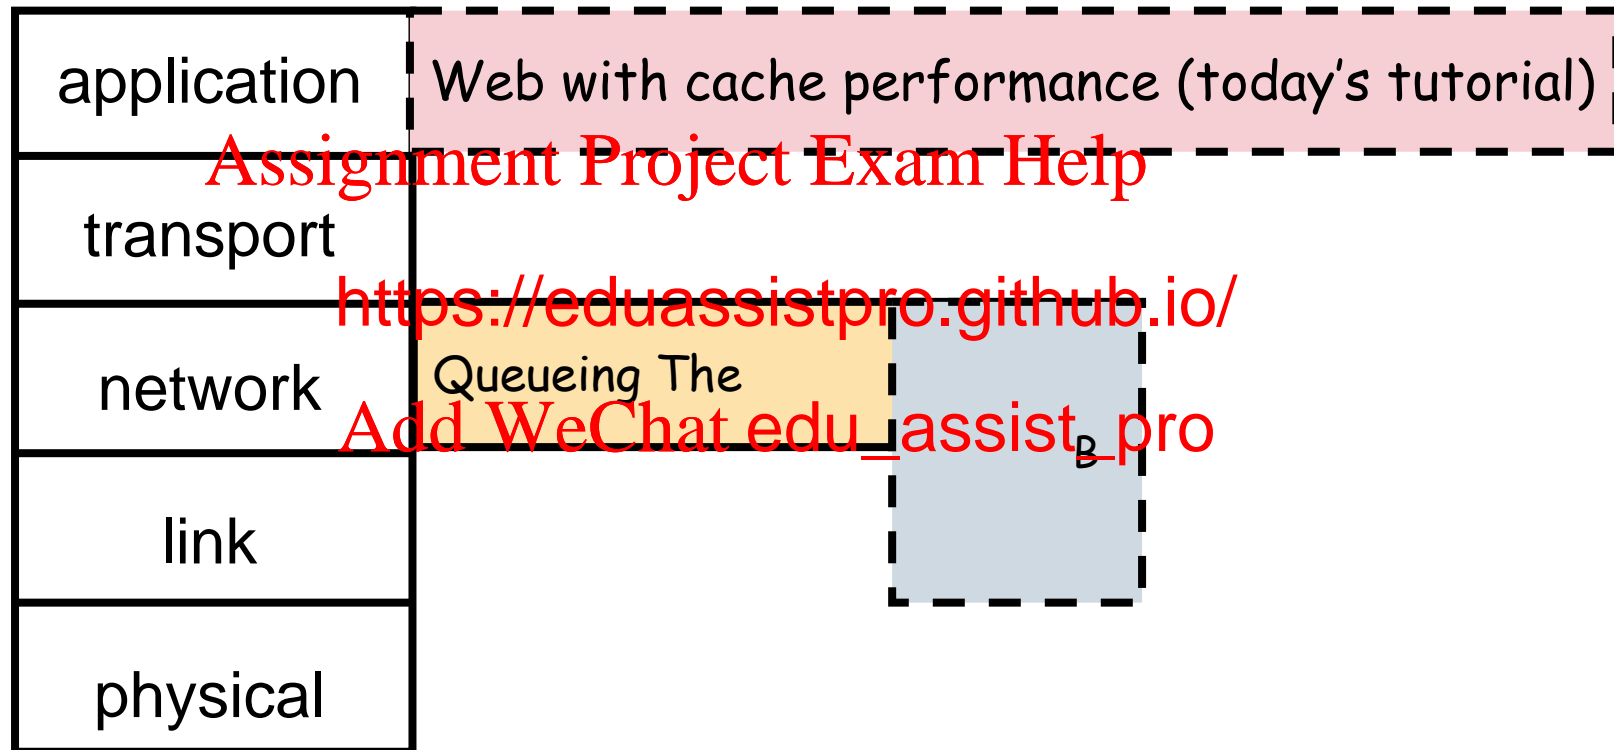 application
Web with cache performance (today's tutorial)
Assignment Project Exam Help
transport
https://eduassistpro.github.io/
network
Queueing The
Add WeChat edu_assist_pro
B
link
physical